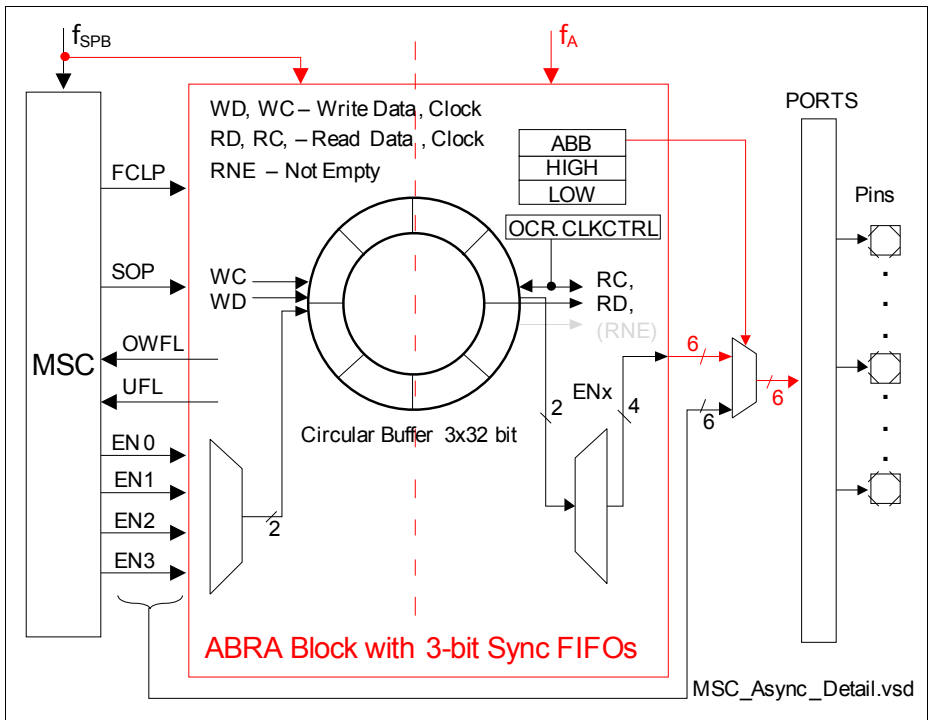 fSPB
fA
WD, WC – Write Data, Clock
RD, RC, – Read Data , Clock
RNE – Not Empty
PORTS
ABB
HIGH
LOW
FCLP
Pins
OCR.CLKCTRL
SOP
WC
WD
RC,
RD,
(RNE)
MSC
OWFL
UFL
6
6
6
ENx
2
4
Circular Buffer 3x32 bit
EN0
EN1
EN2
EN3
2
ABRA Block with 3-bit Sync FIFOs
MSC_Async_Detail.vsd